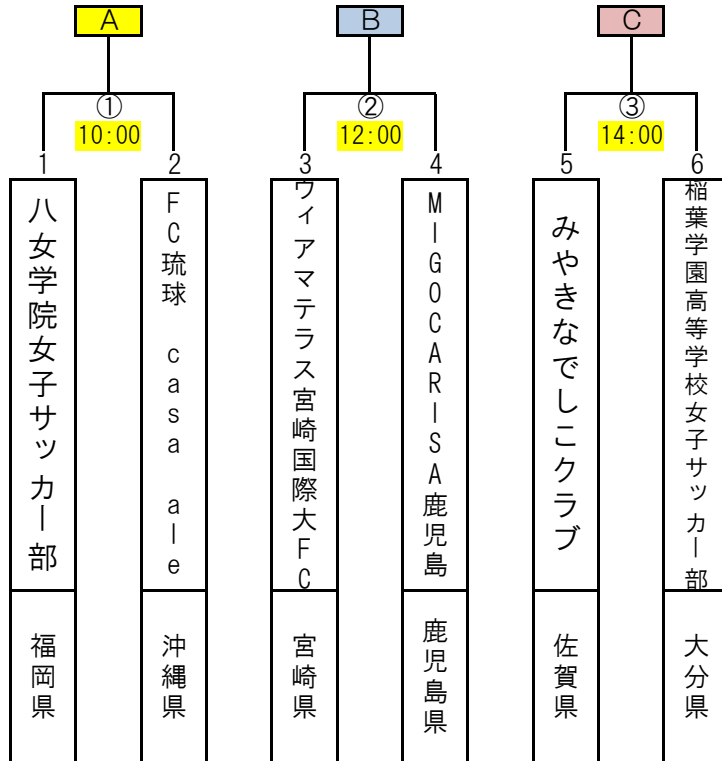 A
B
C
①
②
③
10:00
12:00
14:00
1
2
3
4
5
6
八女学院女子サッカー部
FC琉球 casa ale
ヴィアマテラス宮崎国際大FC
MIGOCARISA鹿児島
みやきなでしこクラブ
稲葉学園高等学校女子サッカー部
福岡県
沖縄県
宮崎県
鹿児島県
佐賀県
大分県